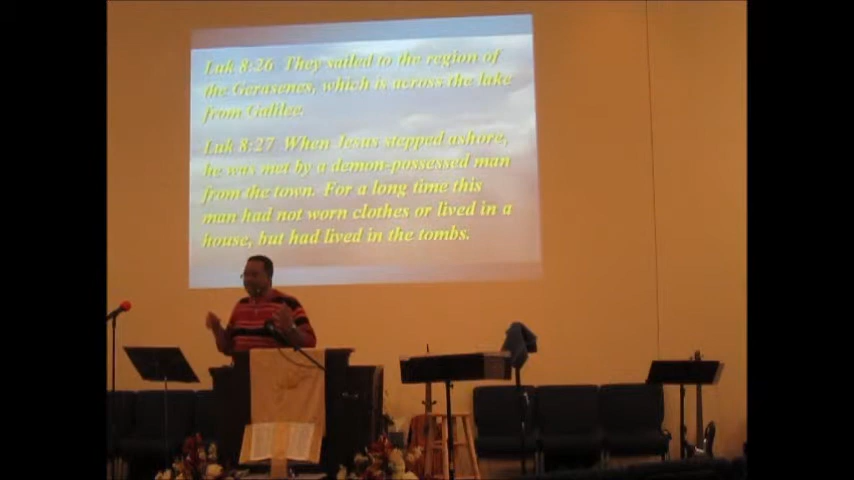 Luk 8:26 They sailed to the region of
the Gerasenes, which is across the lake
from Galilee.
Luk 8:27 When Jesus stepped ashore,
he was met by a demon-possessed man
from the town. For a long time this
man had not worn clothes or lived in a
house, but had lived in the tombs.